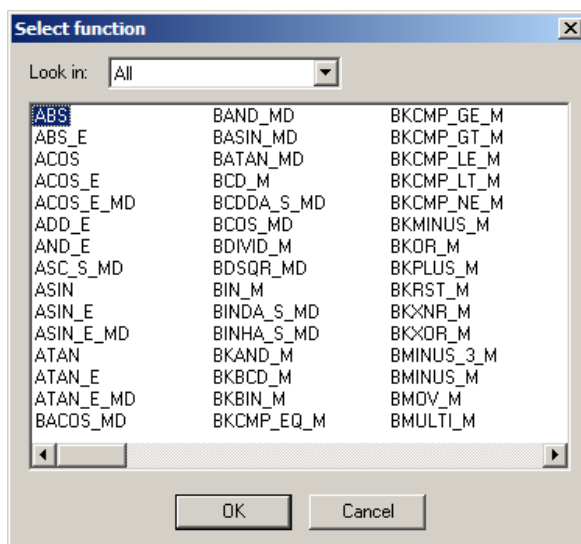 Select function
Look in: All
ABS BAND_MD BKCMP_GE_M
ABS_E BASIN_MD BKCMP_GT_M
ACOS BATAN_MD BKCMP_LE_M
ACOS_E BCD_M BKCMP_LT_M
ACOS_E_MD BCDDA_S_MD BKCMP_NE_M
ADD_E BCOS_MD BKMINUS_M
AND_E BDIVID_M BKOR_M
ASC_S_MD BDSQR_MD BKPLUS_M
ASIN BIN_M BKRST_M
ASIN_E BINDA_S_MD BKXNR_M
ASIN_E_MD BINHA_S_MD BKXOR_M
ATAN BKAND_M BMINUS_3_M
ATAN_E BKBCD_M BMINUS_M
ATAN_E_MD BKBIN_M BMOV_M
BACOS_MD BKCMP_EQ_M BMULTI_M
OK Cancel